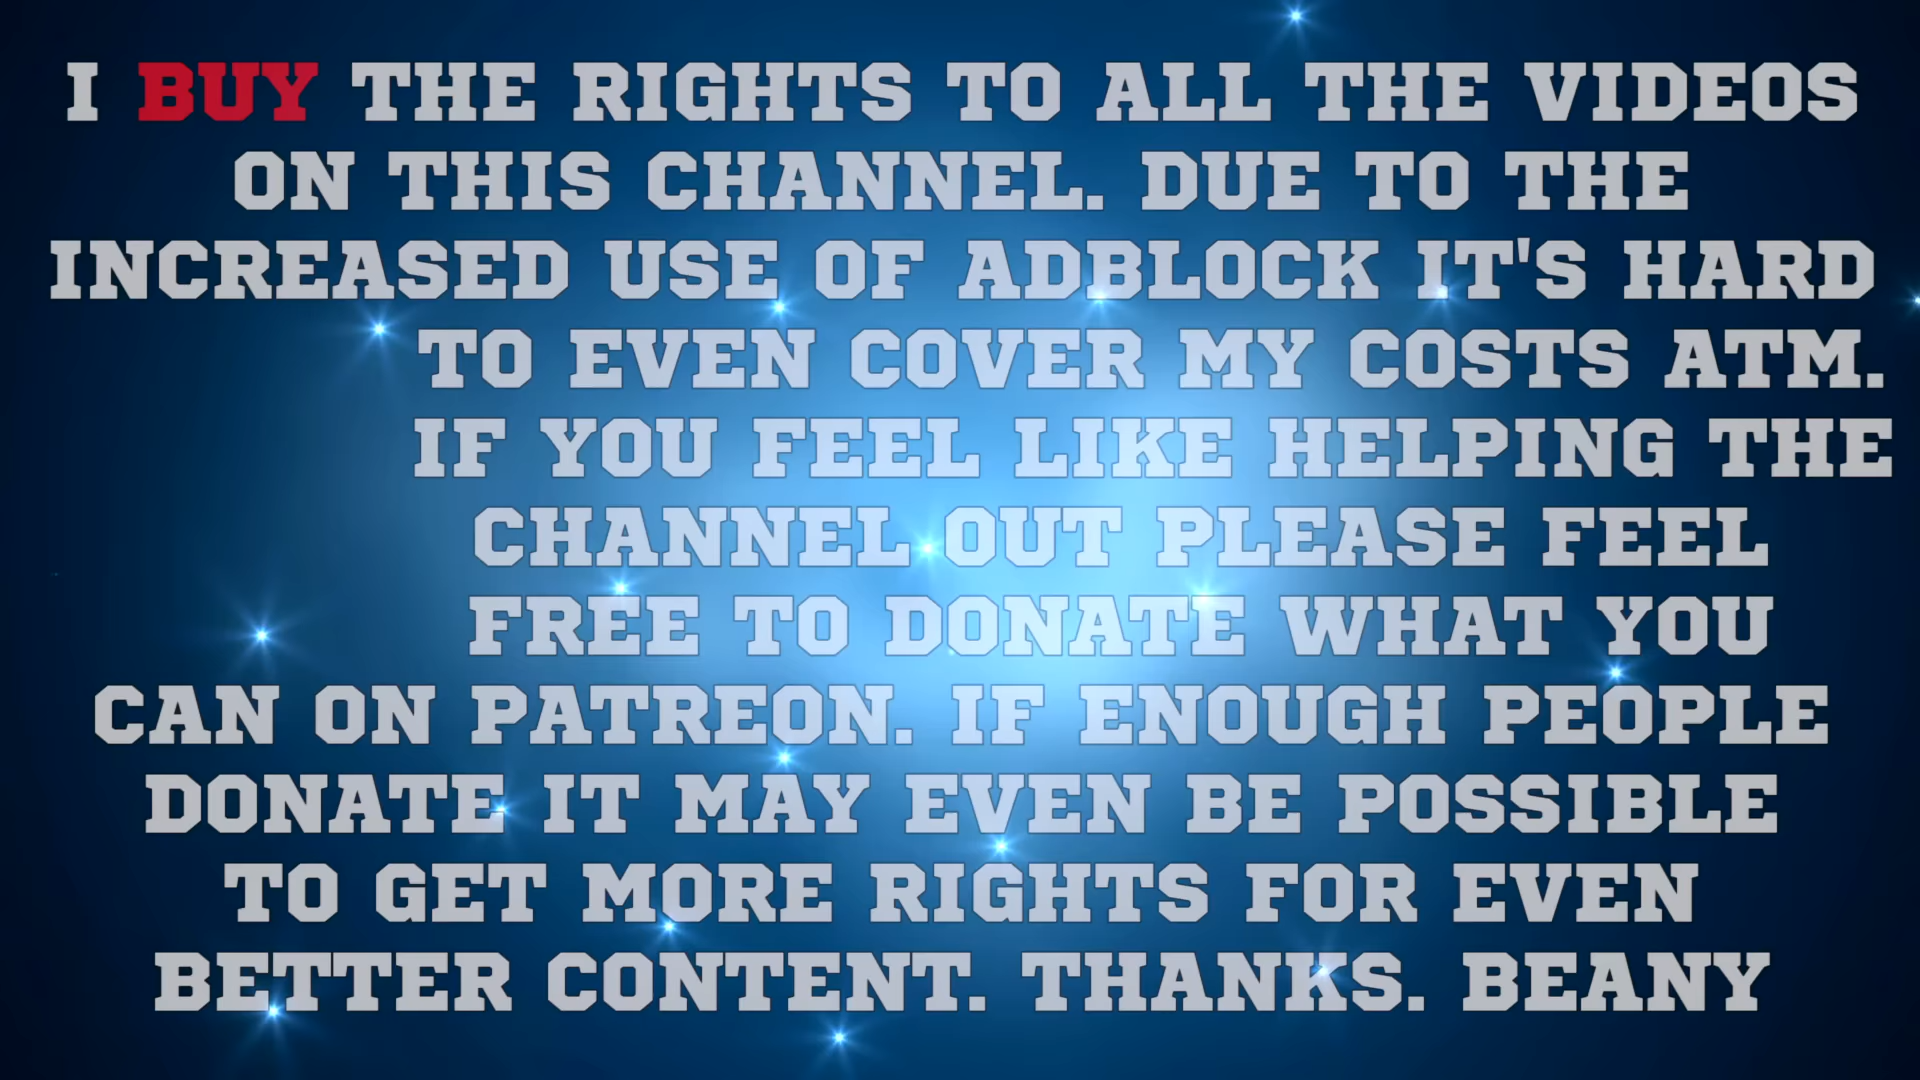 I BUY THE RIGHTS TO ALL THE VIDEOS
ON THIS CHANNEL. DUE TO THE
INCREASED USE OF ADBLOCK IT'S HARD
TO EVEN COVER MY COSTS ATM.
IF YOU FEEL LIKE HELPING THE
CHANNEL OUT PLEASE FEEL
FREE TO DONATE WHAT YOU
CAN ON PATREON. IF ENOUGH PEOPLE
DONATE IT MAY EVEN BE POSSIBLE
TO GET MORE RIGHTS FOR EVEN
BETTER CONTENT. THANKS. BEANY